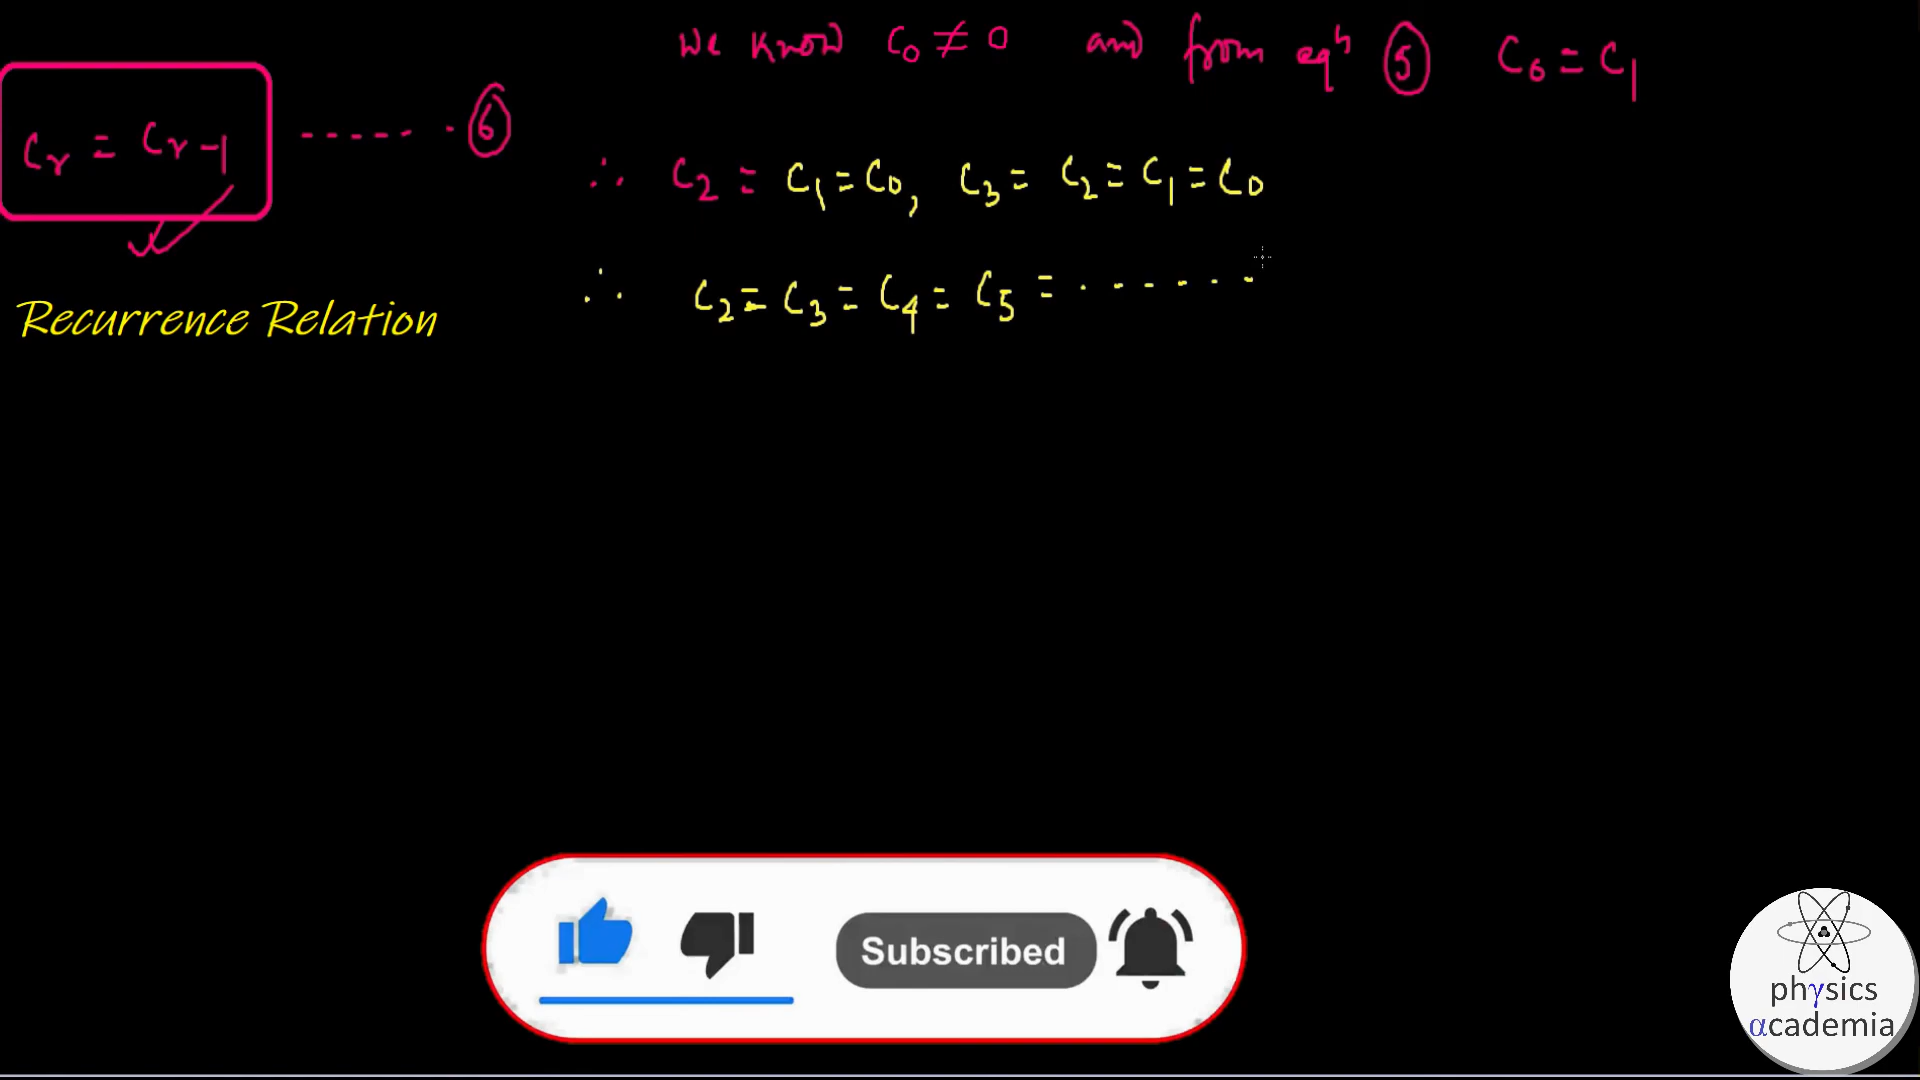 we know C₀ ≠ 0 and from eqⁿ ⑤ C₀ = C₁
Cᵣ = Cᵣ₋₁ ------- ⑥
∴ C₂ = C₁ = C₀, C₃ = C₂ = C₁ = C₀
∴ C₂ = C₃ = C₄ = C₅ = ......
Recurrence Relation
Subscribed
phγsics
αcademia